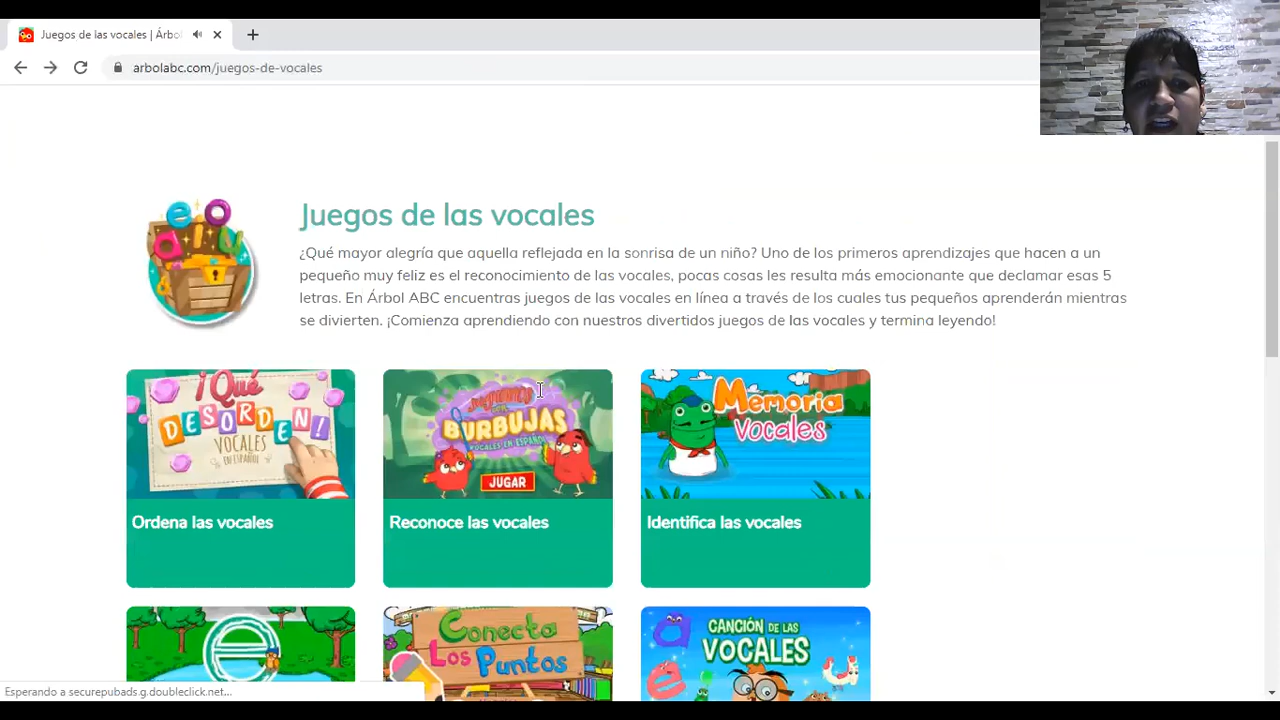 Juegos de las vocales | Árbo
arbolabc.com/juegos-de-vocales
e o
a i u
Juegos de las vocales
¿Qué mayor alegría que aquella reflejada en la sonrisa de un niño? Uno de los primeros aprendizajes que hacen a un
pequeño muy feliz es el reconocimiento de las vocales, pocas cosas les resulta más emocionante que declamar esas 5
letras. En Árbol ABC encuentras juegos de las vocales en línea a través de los cuales tus pequeños aprenderán mientras
se divierten. ¡Comienza aprendiendo con nuestros divertidos juegos de las vocales y termina leyendo!
¡Qué
DESORDEN!
VOCALES
EN ESPAÑOL
BURBUJAS
VOCALES EN ESPAÑOL
JUGAR
Memoria
Vocales
Ordena las vocales
Reconoce las vocales
Identifica las vocales
e
Conecta
Los Puntos
a
e
CANCIÓN DE LAS
VOCALES
Esperando a securepubads.g.doubleclick.net...